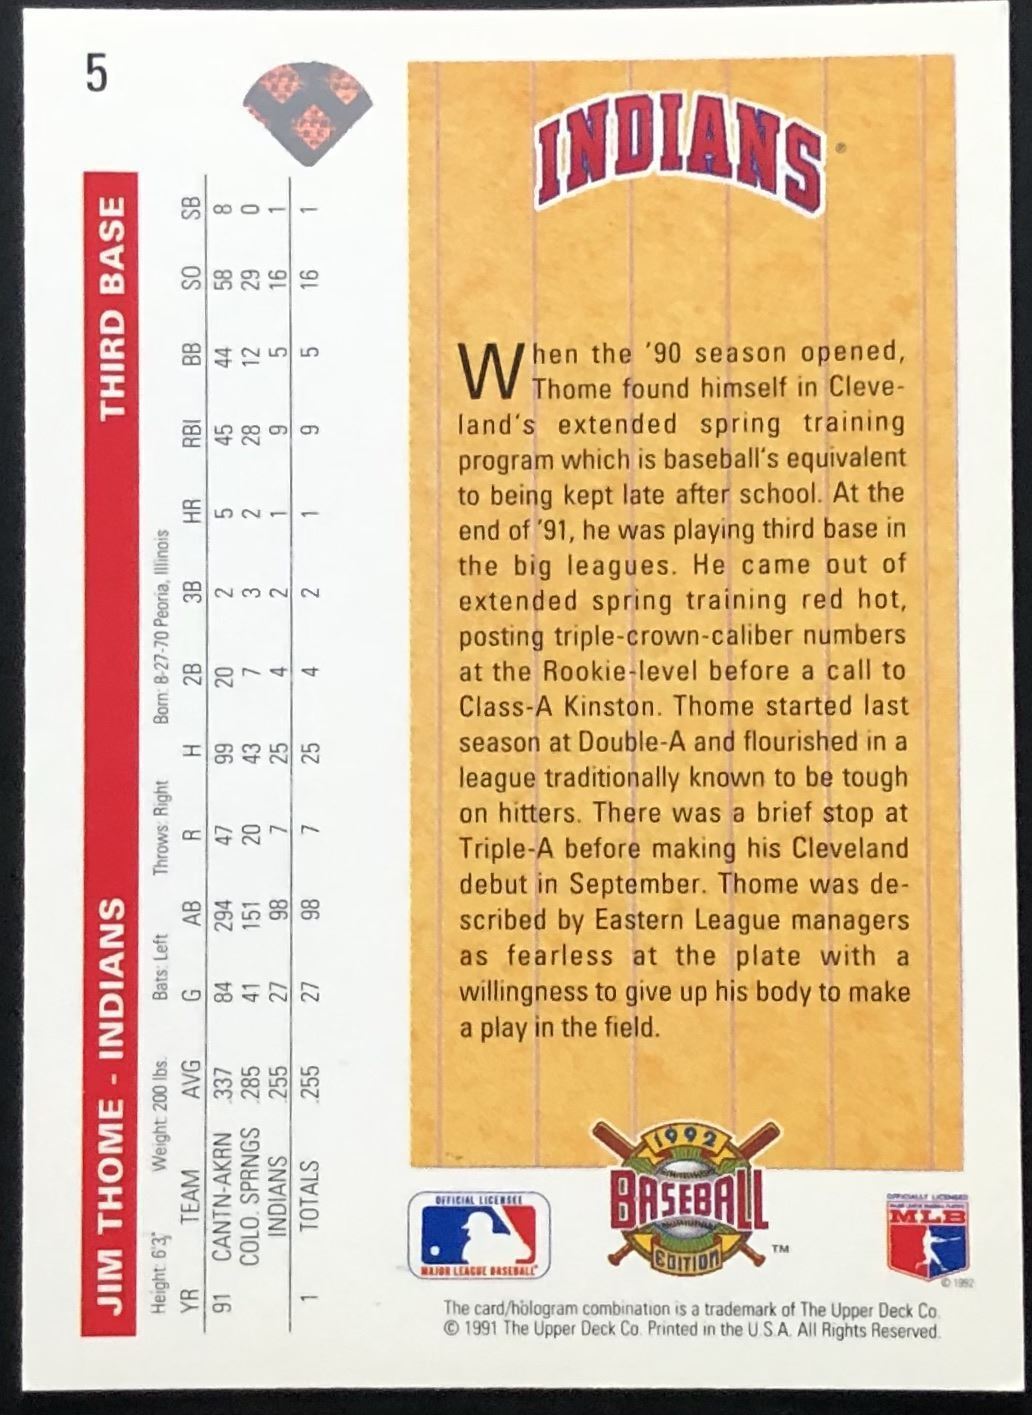 5
JIM THOME - INDIANS THIRD BASE
Height: 6'3" Weight: 200 lbs. Bats: Left Throws: Right Born: 8-27-70 Peoria, Illinois
YR TEAM AVG G AB R H 2B 3B HR RBI BB SO SB
91 CANTN-AKRN .337 84 294 47 99 20 2 5 45 44 58 8
COLO. SPRNGS .285 41 151 20 43 7 3 2 28 12 29 0
INDIANS .255 27 98 7 25 4 2 1 9 5 16 1
1 TOTALS .255 27 98 7 25 4 2 1 9 5 16 1
INDIANS
When the '90 season opened,
Thome found himself in Cleve-
land's extended spring training
program which is baseball's equivalent
to being kept late after school. At the
end of '91, he was playing third base in
the big leagues. He came out of
extended spring training red hot,
posting triple-crown-caliber numbers
at the Rookie-level before a call to
Class-A Kinston. Thome started last
season at Double-A and flourished in a
league traditionally known to be tough
on hitters. There was a brief stop at
Triple-A before making his Cleveland
debut in September. Thome was de-
scribed by Eastern League managers
as fearless at the plate with a
willingness to give up his body to make
a play in the field.
OFFICIAL LICENSEE
MAJOR LEAGUE BASEBALL
1992
BASEBALL
EDITION
TM
OFFICIALLY LICENSED
MAJOR LEAGUE BASEBALL PLAYERS
MLB
© 1992
The card/hologram combination is a trademark of The Upper Deck Co.
© 1991 The Upper Deck Co. Printed in the U.S.A. All Rights Reserved.